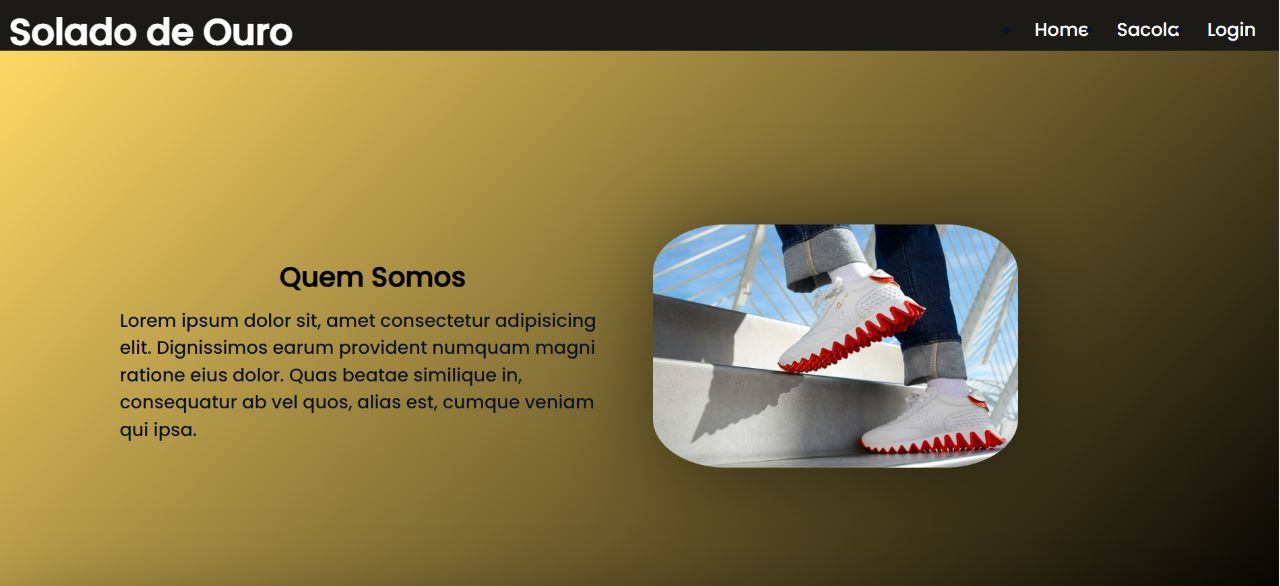 Solado de Ouro
Home Sacola Login
Quem Somos
Lorem ipsum dolor sit, amet consectetur adipisicing
elit. Dignissimos earum provident numquam magni
ratione eius dolor. Quas beatae similique in,
consequatur ab vel quos, alias est, cumque veniam
qui ipsa.